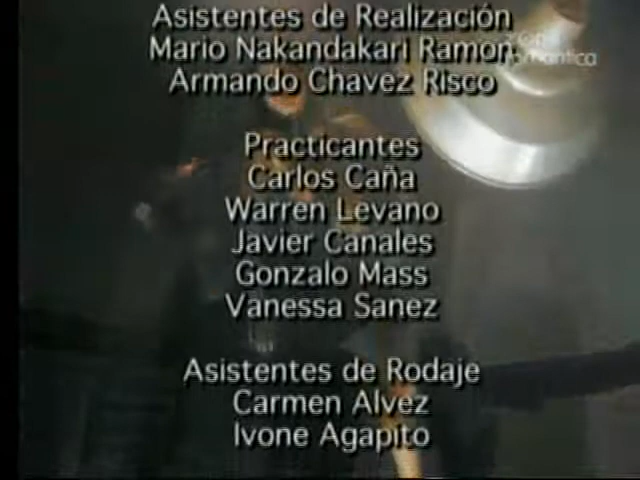 Asistentes de Realización
Mario Nakandakari Ramon
Armando Chavez Risco
Practicantes
Carlos Caña
Warren Levano
Javier Canales
Gonzalo Mass
Vanessa Sanez
Asistentes de Rodaje
Carmen Alvez
Ivone Agapito